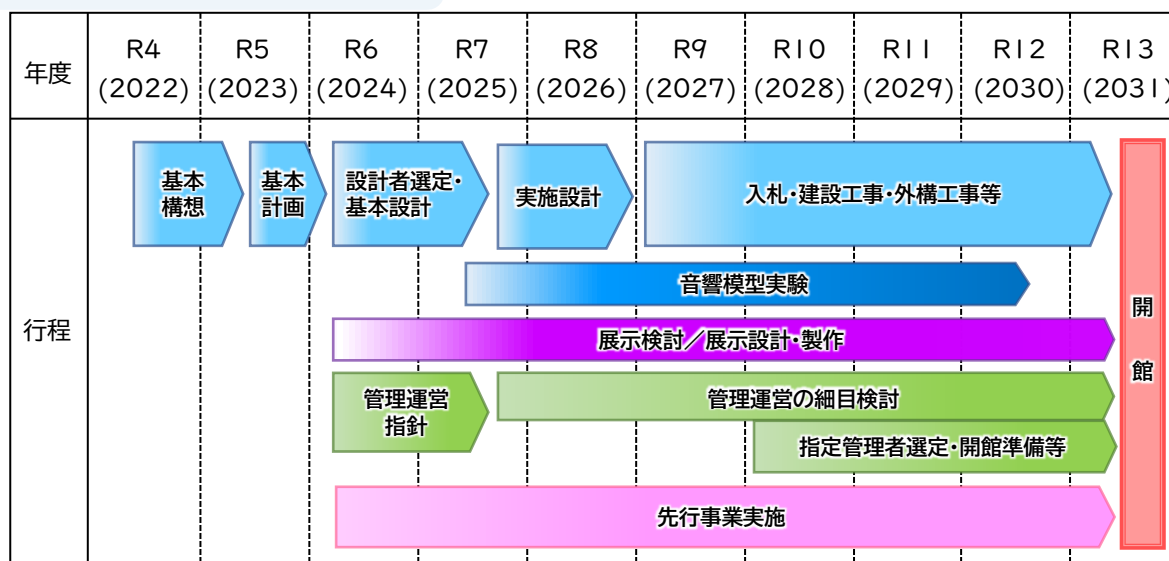 年度
R4
(2022)
R5
(2023)
R6
(2024)
R7
(2025)
R8
(2026)
R9
(2027)
R10
(2028)
R11
(2029)
R12
(2030)
R13
(2031)
行程
基本
構想
基本
計画
設計者選定・
基本設計
実施設計
入札・建設工事・外構工事等
音響模型実験
展示検討／展示設計・製作
管理運営
指針
管理運営の細目検討
指定管理者選定・開館準備等
先行事業実施
開
館